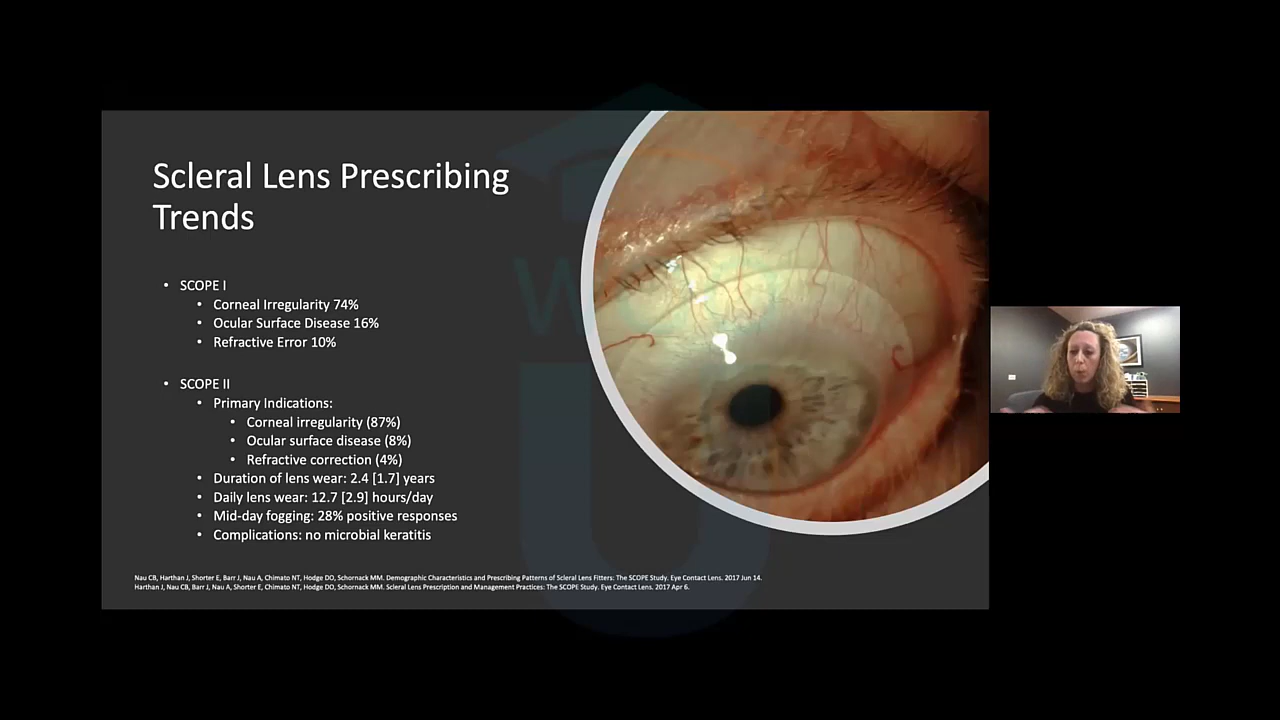 Scleral Lens Prescribing
Trends
• SCOPE I
• Corneal Irregularity 74%
• Ocular Surface Disease 16%
• Refractive Error 10%
• SCOPE II
• Primary Indications:
• Corneal irregularity (87%)
• Ocular surface disease (8%)
• Refractive correction (4%)
• Duration of lens wear: 2.4 [1.7] years
• Daily lens wear: 12.7 [2.9] hours/day
• Mid-day fogging: 28% positive responses
• Complications: no microbial keratitis
Nau CB, Harthan J, Shorter E, Barr J, Nau A, Chimato NT, Hodge DO, Schornack MM. Demographic Characteristics and Prescribing Patterns of Scleral Lens Fitters: The SCOPE Study. Eye Contact Lens. 2017 Jun 14.
Harthan J, Nau CB, Barr J, Nau A, Shorter E, Chimato NT, Hodge DO, Schornack MM. Scleral Lens Prescription and Management Practices: The SCOPE Study. Eye Contact Lens. 2017 Apr 6.